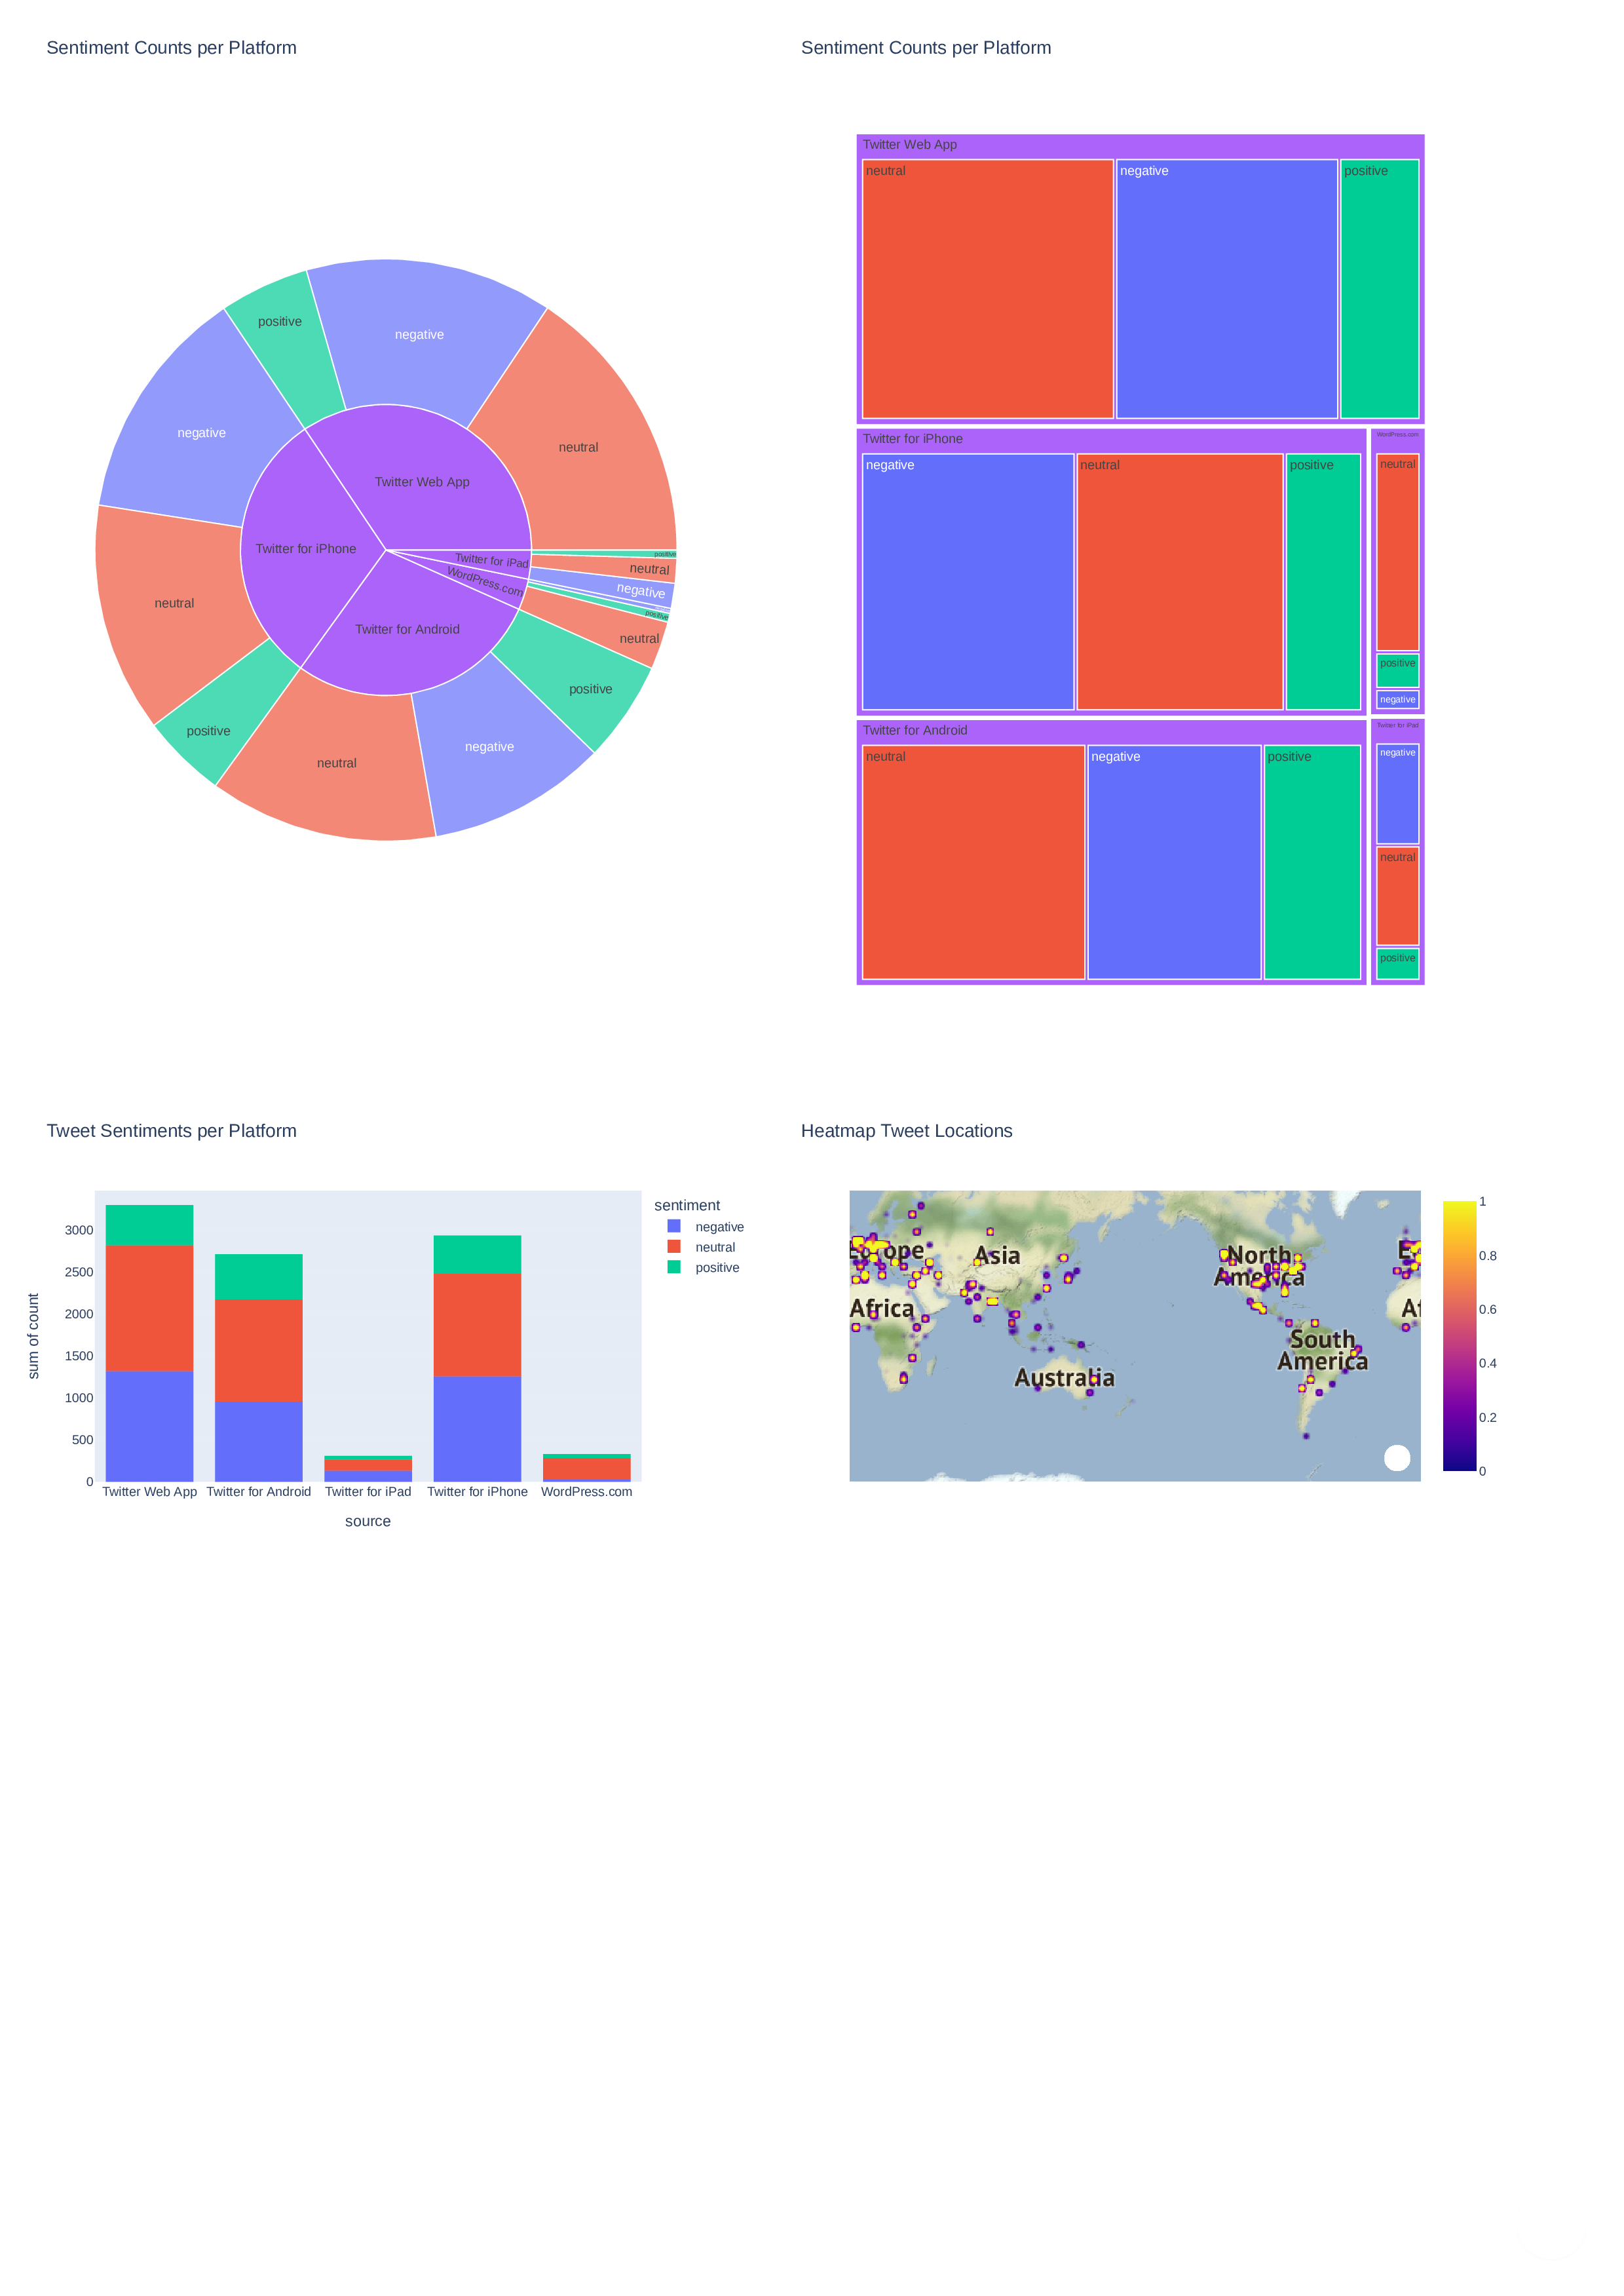 Sentiment Counts per Platform
positive
negative
negative
neutral
Twitter Web App
Twitter for iPhone
Twitter for iPad
WordPress.com
Twitter for Android
positive
neutral
negative
positive
neutral
neutral
positive
positive
negative
neutral
Sentiment Counts per Platform
Twitter Web App
neutral
negative
positive
Twitter for iPhone
negative
neutral
positive
WordPress.com
neutral
positive
negative
Twitter for Android
neutral
negative
positive
Twitter for iPad
negative
neutral
positive
Tweet Sentiments per Platform
sum of count
3000
2500
2000
1500
1000
500
0
Twitter Web App
Twitter for Android
Twitter for iPad
Twitter for iPhone
WordPress.com
source
sentiment
negative
neutral
positive
Heatmap Tweet Locations
Europe
Asia
North
America
Africa
South
America
Australia
1
0.8
0.6
0.4
0.2
0